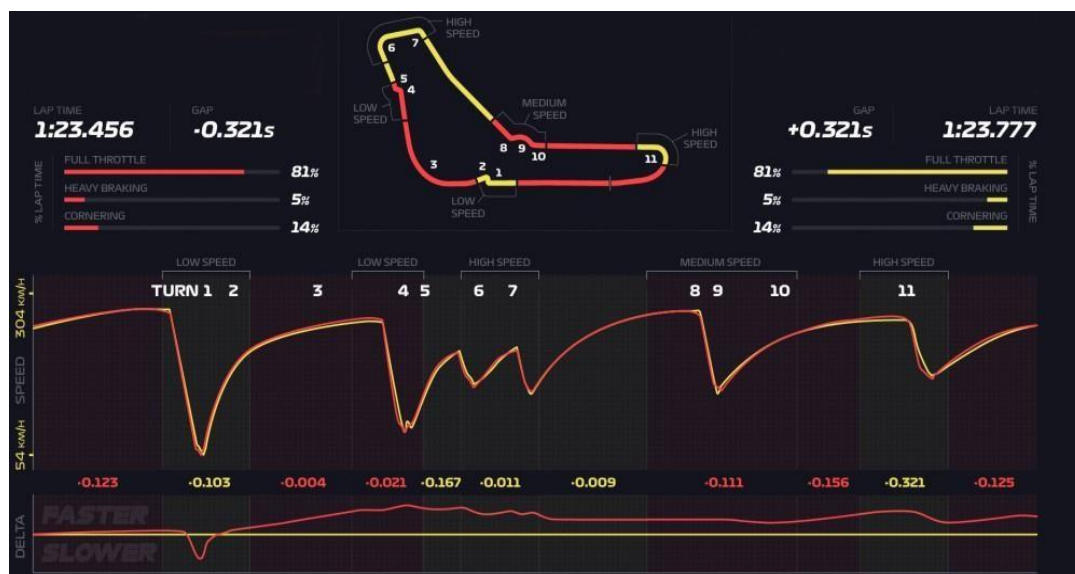 HIGH
SPEED
6
7
5
4
LOW
SPEED
MEDIUM
SPEED
8
9
10
HIGH
SPEED
11
3
2
1
LOW
SPEED
LAP TIME
1:23.456
GAP
-0.321s
GAP
+0.321s
LAP TIME
1:23.777
% LAP TIME
FULL THROTTLE
81%
HEAVY BRAKING
5%
CORNERING
14%
81%
FULL THROTTLE
5%
HEAVY BRAKING
14%
CORNERING
% LAP TIME
LOW SPEED
LOW SPEED
HIGH SPEED
MEDIUM SPEED
HIGH SPEED
TURN 1 2 3 4 5 6 7 8 9 10 11
304 KM/H
SPEED
54 KM/H
-0.123 -0.103 -0.004 -0.021 -0.167 -0.011 -0.009 -0.111 -0.156 -0.321 -0.125
DELTA
FASTER
SLOWER